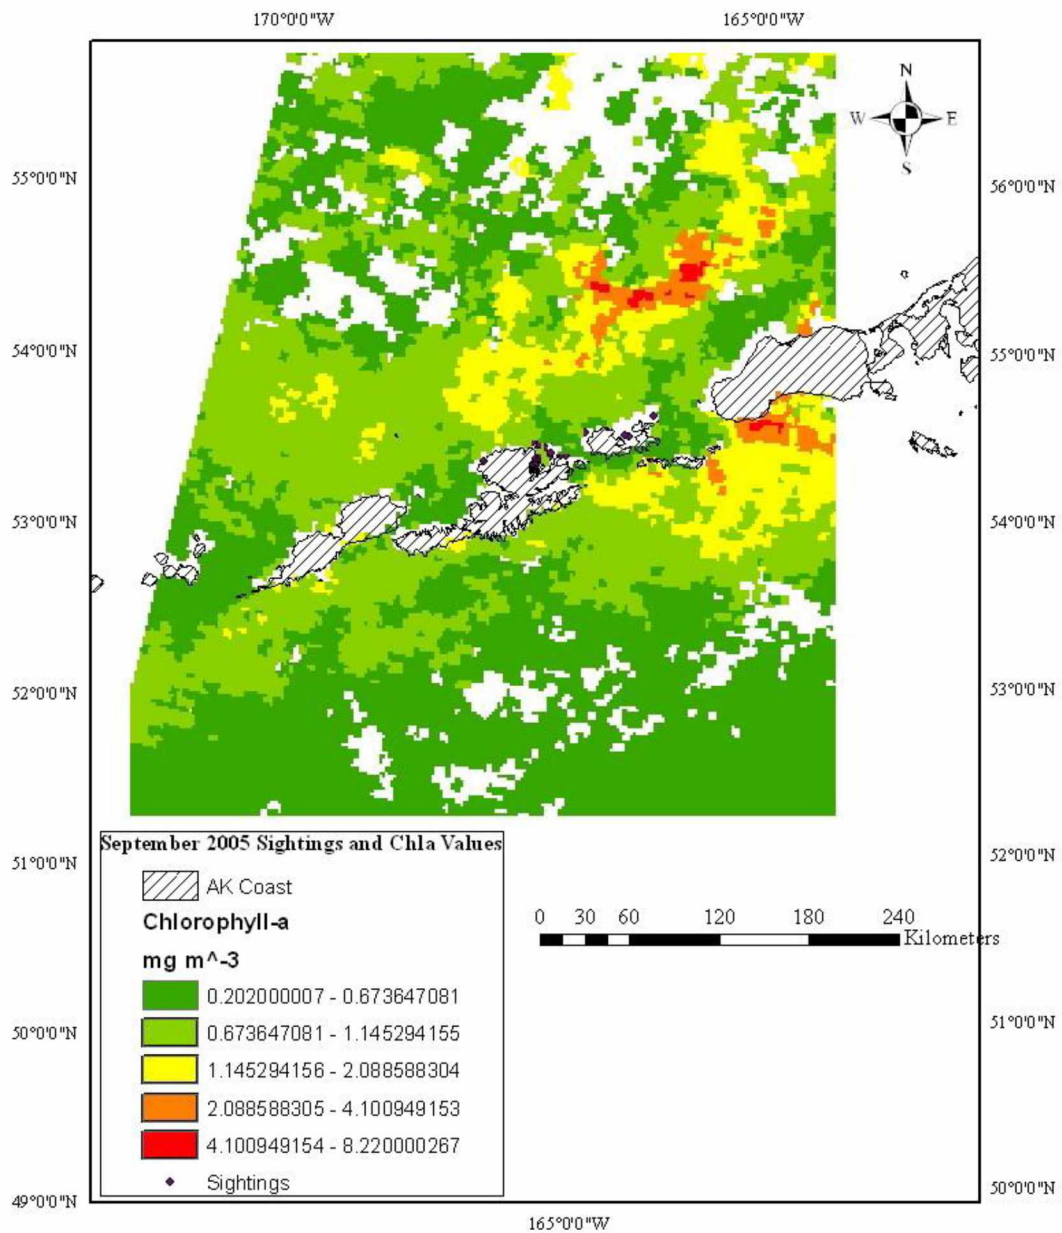 170°0'0"W 165°0'0"W
N
W E
S
55°0'0"N
56°0'0"N
54°0'0"N
55°0'0"N
53°0'0"N
54°0'0"N
52°0'0"N
53°0'0"N
51°0'0"N
52°0'0"N
50°0'0"N
51°0'0"N
49°0'0"N
50°0'0"N
September 2005 Sightings and Chla Values
AK Coast
Chlorophyll-a
mg m^-3
0.202000007 - 0.673647081
0.673647081 - 1.145294155
1.145294156 - 2.088588304
2.088588305 - 4.100949153
4.100949154 - 8.220000267
Sightings
0 30 60 120 180 240
Kilometers
165°0'0"W